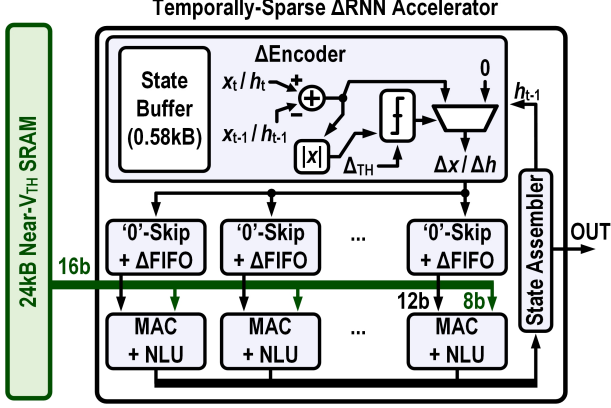 Temporally-Sparse ΔRNN Accelerator
24kB Near-VTH SRAM
ΔEncoder
State
Buffer
(0.58kB)
xt / ht
+
−
xt-1 / ht-1
|x|
ΔTH
0
Δx / Δh
ht-1
‘0’-Skip
+ ΔFIFO
‘0’-Skip
+ ΔFIFO
...
‘0’-Skip
+ ΔFIFO
State Assembler
OUT
16b
12b
8b
MAC
+ NLU
MAC
+ NLU
...
MAC
+ NLU